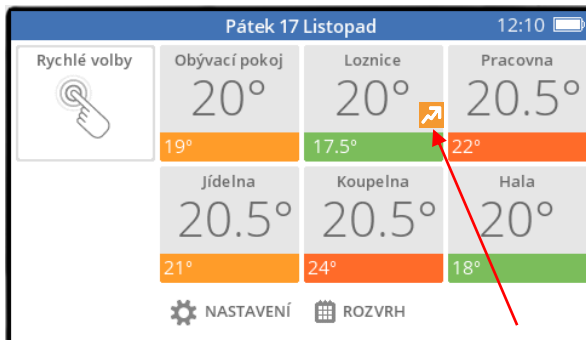 Pátek 17 Listopad 12:10
Rychlé volby
Obývací pokoj
20°
19°
Loznice
20°
17.5°
Pracovna
20.5°
22°
Jídelna
20.5°
21°
Koupelna
20.5°
24°
Hala
20°
18°
NASTAVENÍ
ROZVRH